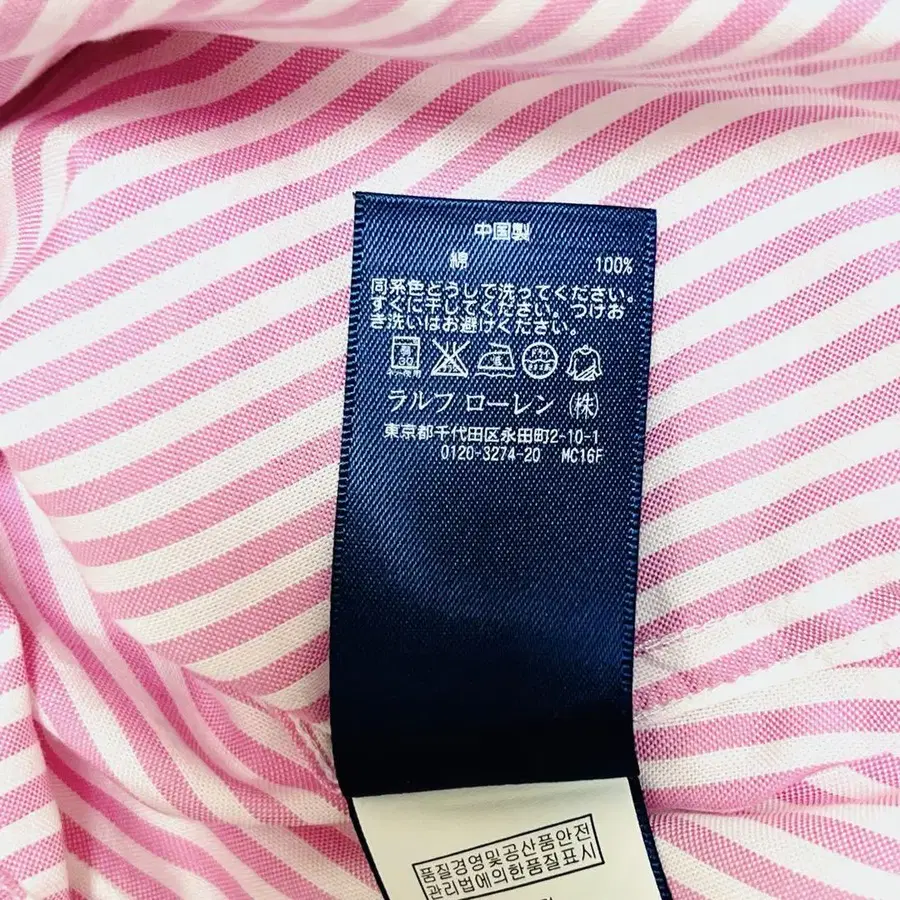 中国製
綿 100%
同系色どうしで洗ってください。
すぐに干してください。つけお
き洗いはお避けください。
ラルフ ローレン (株)
東京都千代田区永田町2-10-1
0120-3274-20 MC16F
품질경영및공산품안전
관리법에의한품질표시